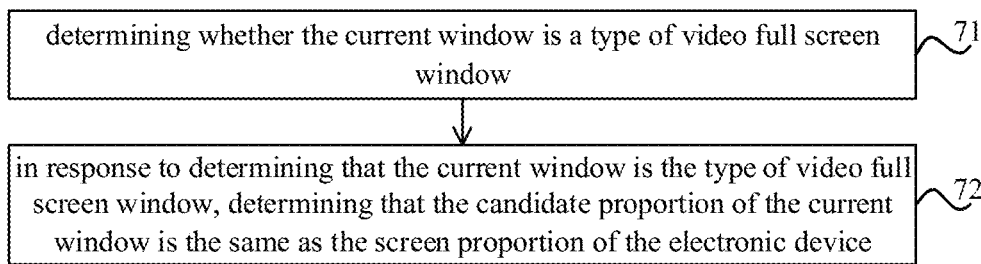 determining whether the current window is a type of video full screen
window
71
in response to determining that the current window is the type of video full
screen window, determining that the candidate proportion of the current
window is the same as the screen proportion of the electronic device
72